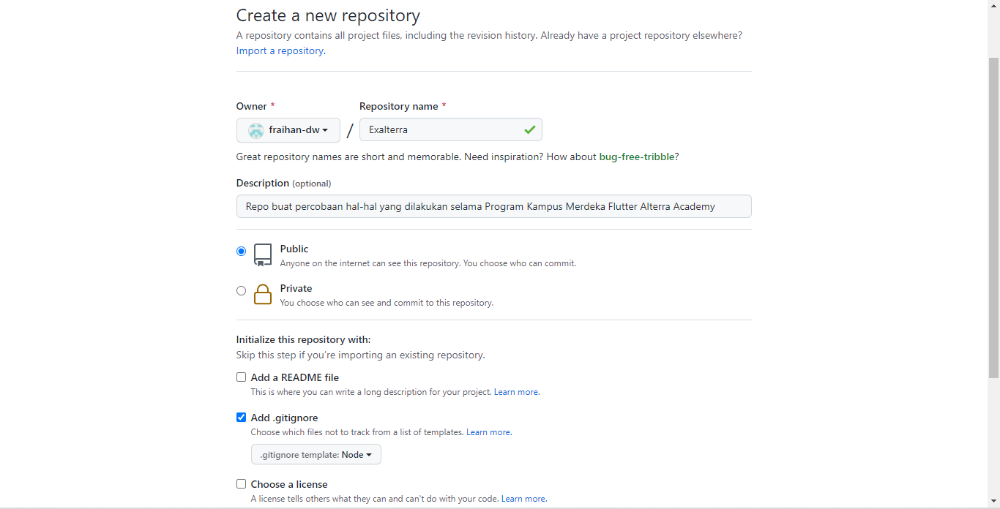 Create a new repository
A repository contains all project files, including the revision history. Already have a project repository elsewhere?
Import a repository.
Owner *
Repository name *
fraihan-dw
/
Exalterra
Great repository names are short and memorable. Need inspiration? How about bug-free-tribble?
Description (optional)
Repo buat percobaan hal-hal yang dilakukan selama Program Kampus Merdeka Flutter Alterra Academy
Public
Anyone on the internet can see this repository. You choose who can commit.
Private
You choose who can see and commit to this repository.
Initialize this repository with:
Skip this step if you're importing an existing repository.
Add a README file
This is where you can write a long description for your project. Learn more.
Add .gitignore
Choose which files not to track from a list of templates. Learn more.
.gitignore template: Node
Choose a license
A license tells others what they can and can't do with your code. Learn more.